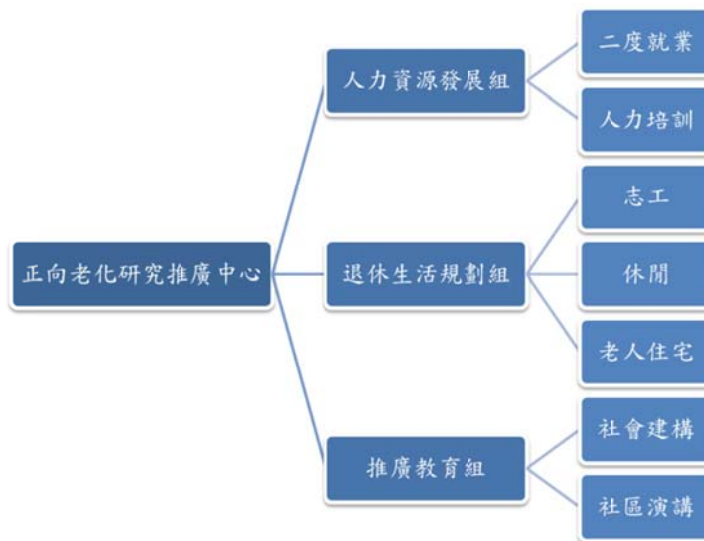 正向老化研究推廣中心
人力資源發展組
二度就業
人力培訓
退休生活規劃組
志工
休閒
老人住宅
推廣教育組
社會建構
社區演講